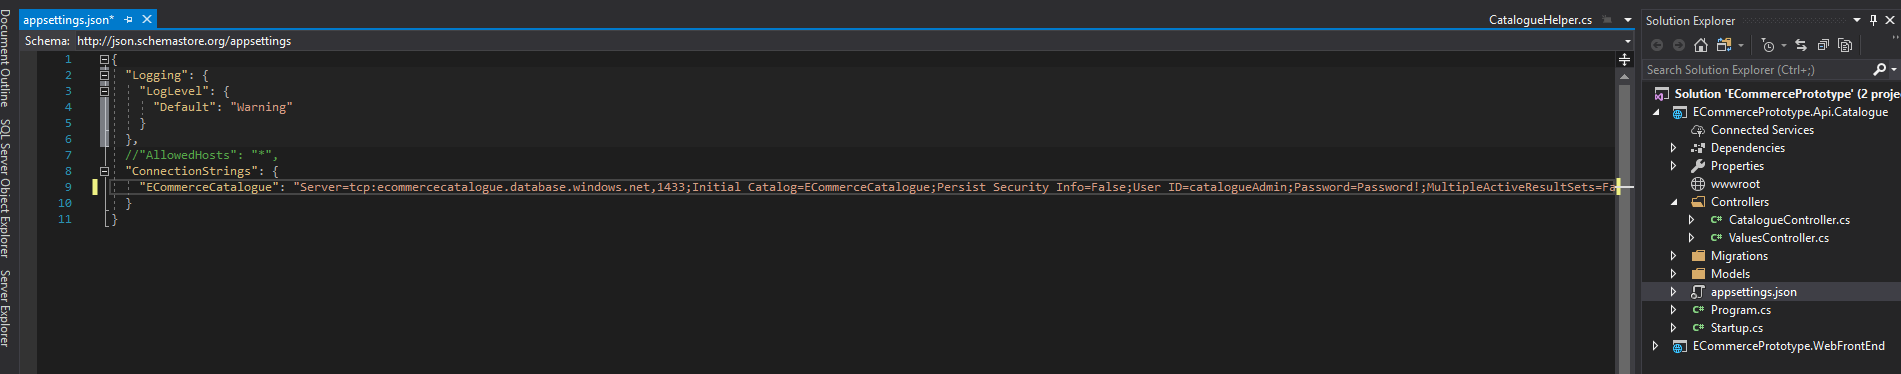 Document Outline
SQL Server Object Explorer
Server Explorer
appsettings.json*
CatalogueHelper.cs
Schema: http://json.schemastore.org/appsettings
1 {
2 "Logging": {
3 "LogLevel": {
4 "Default": "Warning"
5 }
6 },
7 //"AllowedHosts": "*",
8 "ConnectionStrings": {
9 "ECommerceCatalogue": "Server=tcp:ecommercecatalogue.database.windows.net,1433;Initial Catalog=ECommerceCatalogue;Persist Security Info=False;User ID=catalogueAdmin;Password=Password!;MultipleActiveResultSets=Fa
10 }
11 }
Solution Explorer
Search Solution Explorer (Ctrl+;)
Solution 'ECommercePrototype' (2 proje
ECommercePrototype.Api.Catalogue
Connected Services
Dependencies
Properties
wwwroot
Controllers
C# CatalogueController.cs
C# ValuesController.cs
Migrations
Models
appsettings.json
C# Program.cs
C# Startup.cs
ECommercePrototype.WebFrontEnd